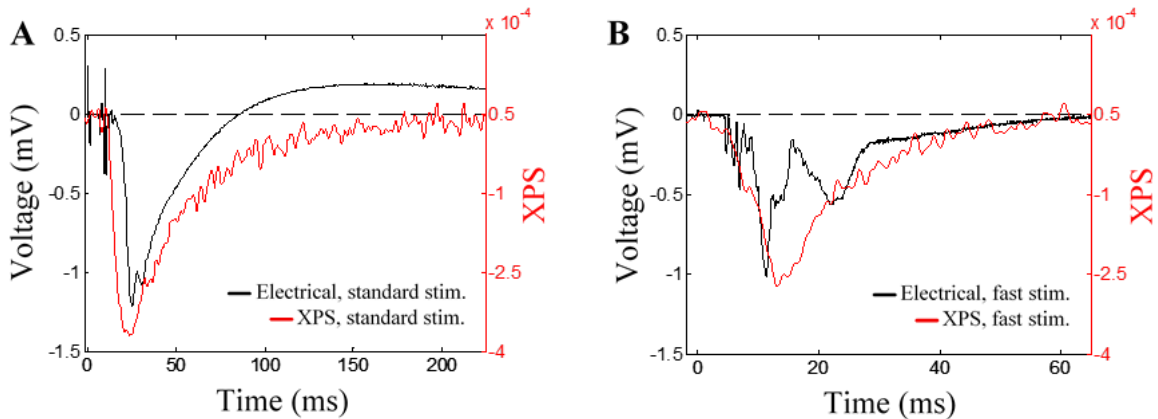 A
x 10^-4
0.5
0
-0.5
-1
-1.5
Voltage (mV)
0.5
-1
-2.5
-4
XPS
Electrical, standard stim.
XPS, standard stim.
0 50 100 150 200
Time (ms)
B
x 10^-4
0.5
0
-0.5
-1
-1.5
Voltage (mV)
0.5
-1
-2.5
-4
XPS
Electrical, fast stim.
XPS, fast stim.
0 20 40 60
Time (ms)